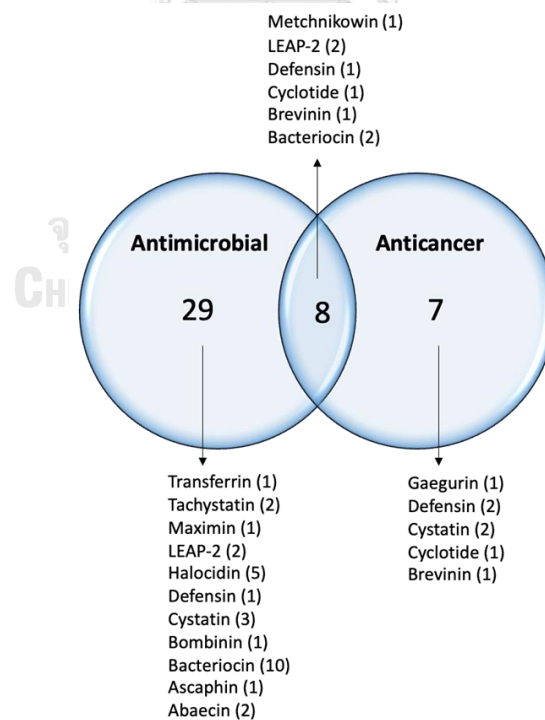 Metchnikowin (1)
LEAP-2 (2)
Defensin (1)
Cyclotide (1)
Brevinin (1)
Bacteriocin (2)
Antimicrobial
Anticancer
29
8
7
Transferrin (1)
Tachystatin (2)
Maximin (1)
LEAP-2 (2)
Halocidin (5)
Defensin (1)
Cystatin (3)
Bombinin (1)
Bacteriocin (10)
Ascaphin (1)
Abaecin (2)
Gaegurin (1)
Defensin (2)
Cystatin (2)
Cyclotide (1)
Brevinin (1)